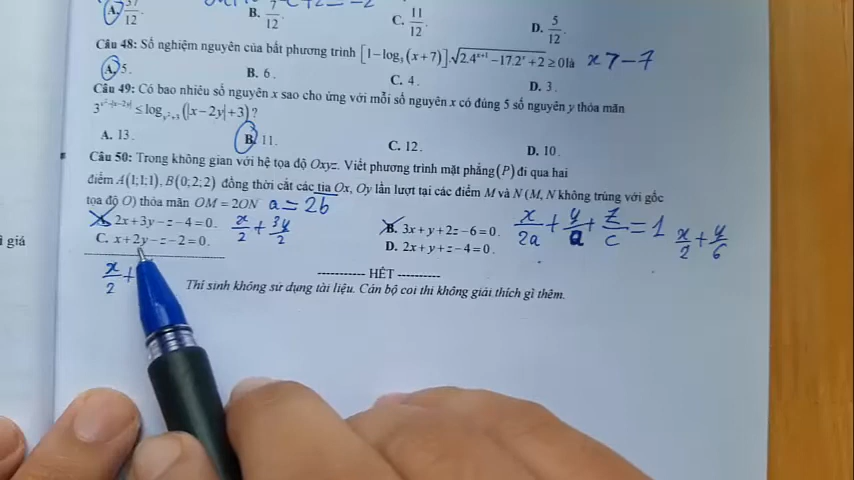 A. 37/12. B. 7/12. C. 11/12. D. 5/12.
Câu 48: Số nghiệm nguyên của bất phương trình [1−log₃(x+7)].√(2.4ˣ⁺¹−17.2ˣ+2) ≥ 0 là x > −7
A. 5. B. 6. C. 4. D. 3.
Câu 49: Có bao nhiêu số nguyên x sao cho ứng với mỗi số nguyên x có đúng 5 số nguyên y thỏa mãn
≤ log (|x−2y|+3)?
A. 13. B. 11. C. 12. D. 10.
Câu 50: Trong không gian với hệ tọa độ Oxyz. Viết phương trình mặt phẳng (P) đi qua hai
điểm A(1;1;1), B(0;2;2) đồng thời cắt các tia Ox, Oy lần lượt tại các điểm M và N (M, N không trùng với gốc
tọa độ O) thỏa mãn OM = 2ON a = 2b
A. 2x+3y−z−4=0. x/2 + 3y/2 B. 3x+y+2z−6=0. x/2a + y/a + z/c = 1 x/2 + y/6
C. x+2y−z−2=0. D. 2x+y+z−4=0.
x/2 +
----------- HẾT ----------
Thí sinh không sử dụng tài liệu. Cán bộ coi thi không giải thích gì thêm.
ì giá